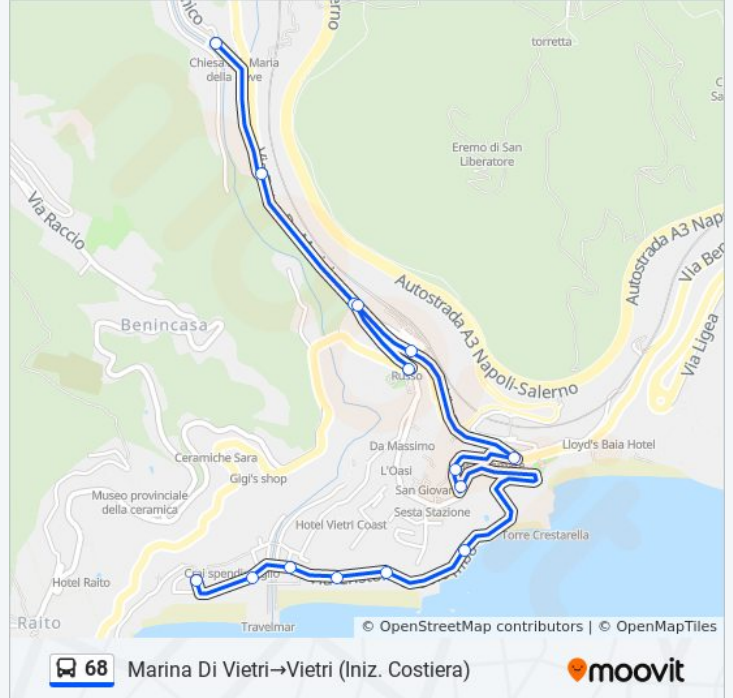 erno
torretta
Chiesa
Maria
della
Eremo di San
Liberatore
Via Raccio
Autostrada A3
Via
Via Ligea
Benincasa
Autostrada A3 Napoli-Salerno
Russo
Da Massimo
Lloyd's Baia Hotel
Ceramiche Sara
L'Oasi
Gigi's shop
San Giovan
Museo provinciale
della ceramica
Sesta Stazione
Hotel Vietri Coast
Torre Crestarella
Hotel Raito
Raito
Travelmar
© OpenStreetMap contributors | © OpenMapTiles
68 Marina Di Vietri→Vietri (Iniz. Costiera)
moovit